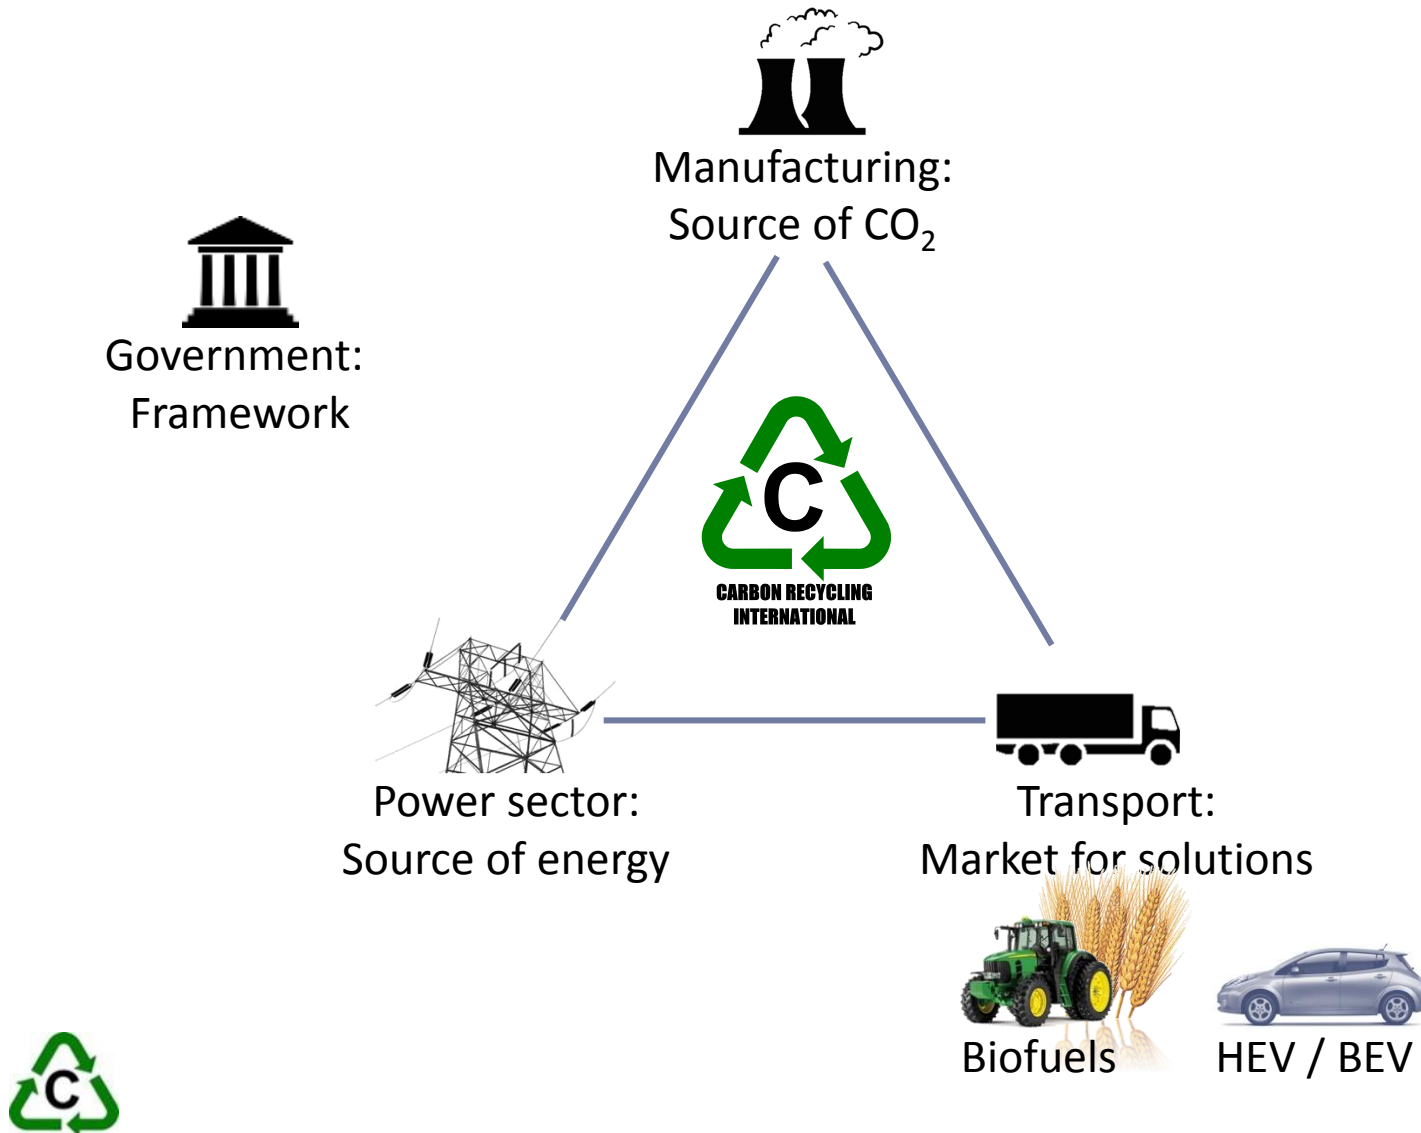 Manufacturing:
Source of CO₂
Government:
Framework
C
CARBON RECYCLING
INTERNATIONAL
Power sector:
Source of energy
Transport:
Market for solutions
Biofuels
HEV / BEV
C